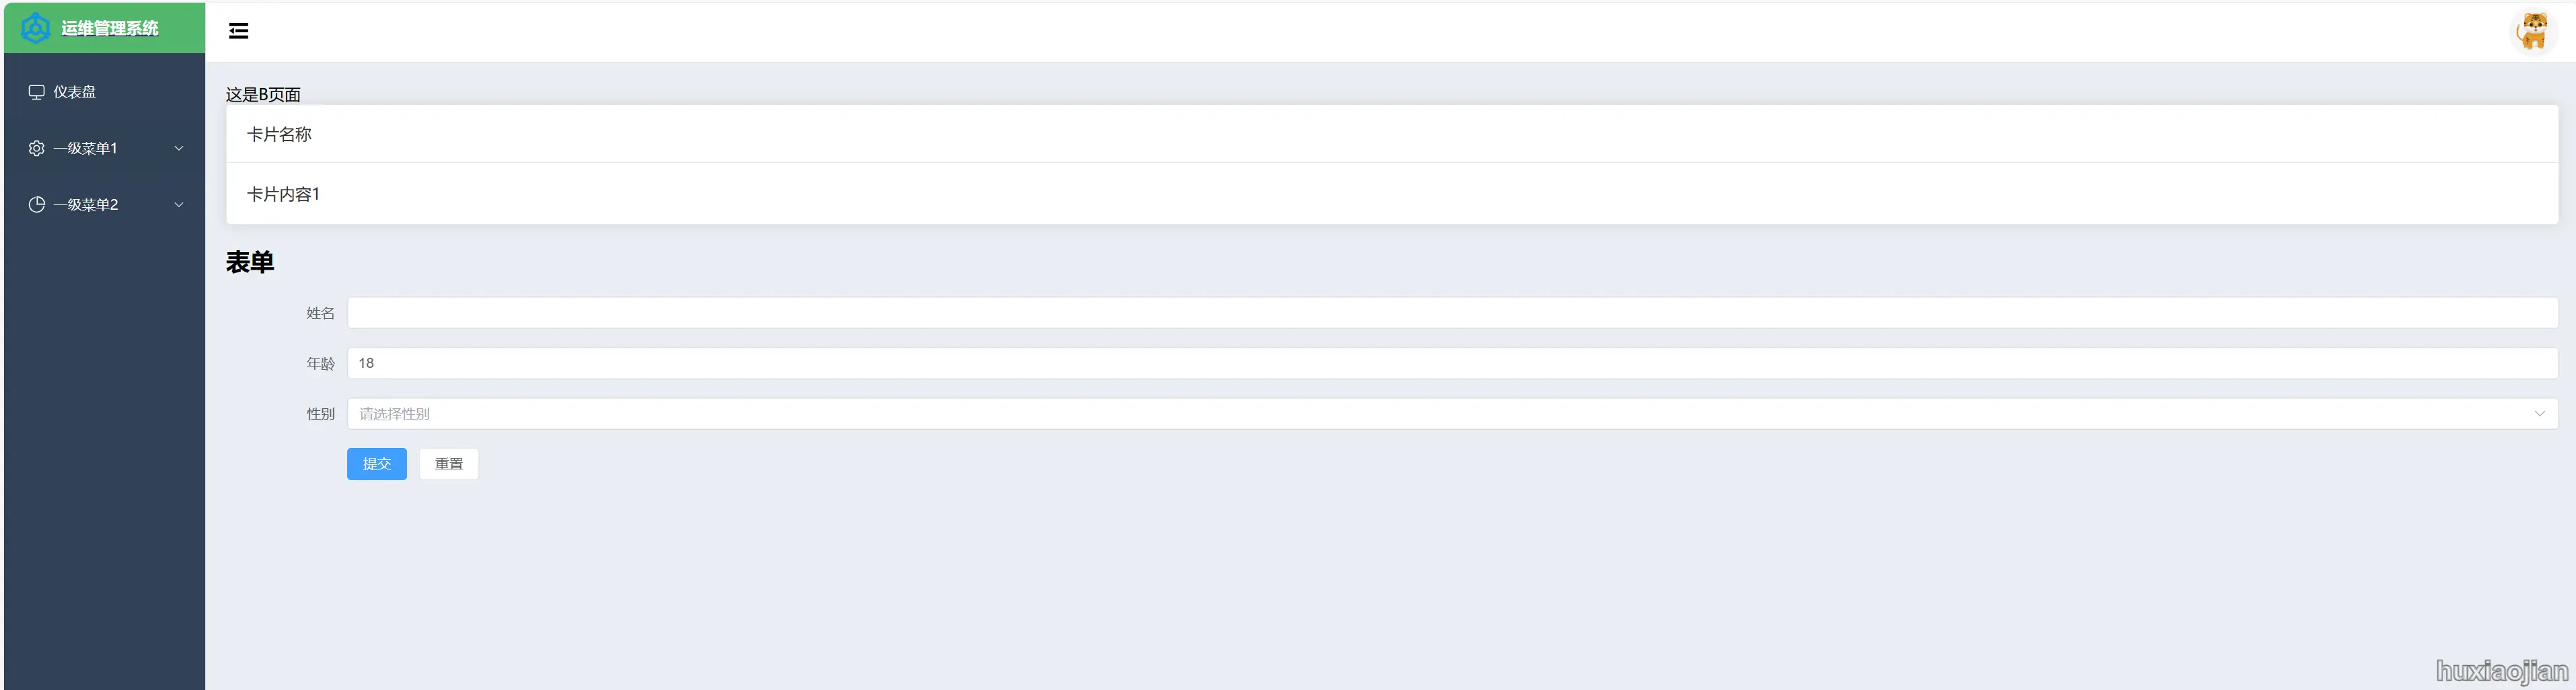 运维管理系统
仪表盘
一级菜单1
一级菜单2
这是B页面
卡片名称
卡片内容1
表单
姓名
年龄 18
性别 请选择性别
提交 重置
huxiaojian